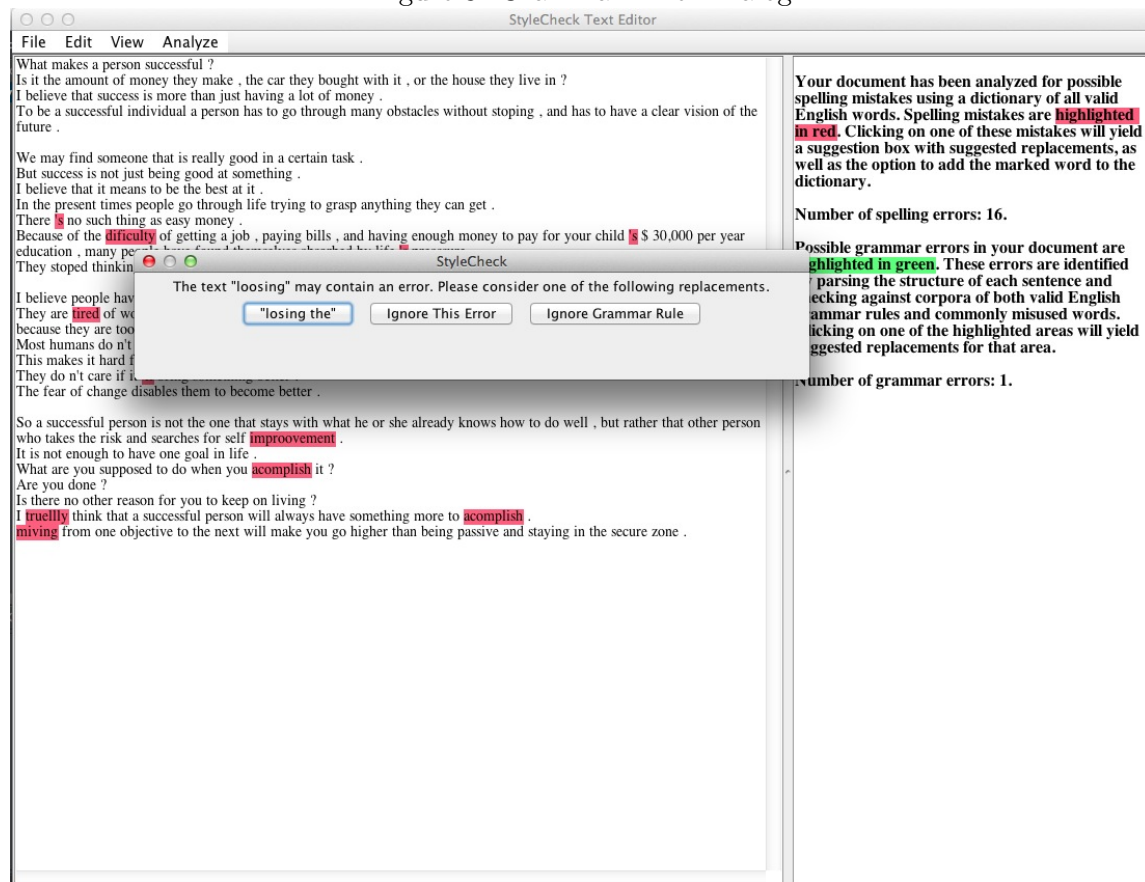 StyleCheck Text Editor
File Edit View Analyze
What makes a person successful ?
Is it the amount of money they make , the car they bought with it , or the house they live in ?
I believe that success is more than just having a lot of money .
To be a successful individual a person has to go through many obstacles without stoping , and has to have a clear vision of the
future .
We may find someone that is really good in a certain task .
But success is not just being good at something .
I believe that it means to be the best at it .
In the present times people go through life trying to grasp anything they can get .
There 's no such thing as easy money .
Because of the dificulty of getting a job , paying bills , and having enough money to pay for your child 's $ 30,000 per year
education , many
They stoped
I believe people
They are tired of
because they are too
Most humans do n't
This makes it hard
They do n't care if
The fear of change disables them to become better .
So a successful person is not the one that stays with what he or she already knows how to do well , but rather that other person
who takes the risk and searches for self improovement .
It is not enough to have one goal in life .
What are you supposed to do when you acomplish it ?
Are you done ?
Is there no other reason for you to keep on living ?
I truellly think that a successful person will always have something more to acomplish .
miving from one objective to the next will make you go higher than being passive and staying in the secure zone .
StyleCheck
The text "loosing" may contain an error. Please consider one of the following replacements.
"losing the" Ignore This Error Ignore Grammar Rule
Your document has been analyzed for possible
spelling mistakes using a dictionary of all valid
English words. Spelling mistakes are highlighted
in red. Clicking on one of these mistakes will yield
a suggestion box with suggested replacements, as
well as the option to add the marked word to the
dictionary.
Number of spelling errors: 16.
Possible grammar errors in your document are
highlighted in green. These errors are identified
by parsing the structure of each sentence and
checking against corpora of both valid English
grammar rules and commonly misused words.
Clicking on one of the highlighted areas will yield
suggested replacements for that area.
Number of grammar errors: 1.